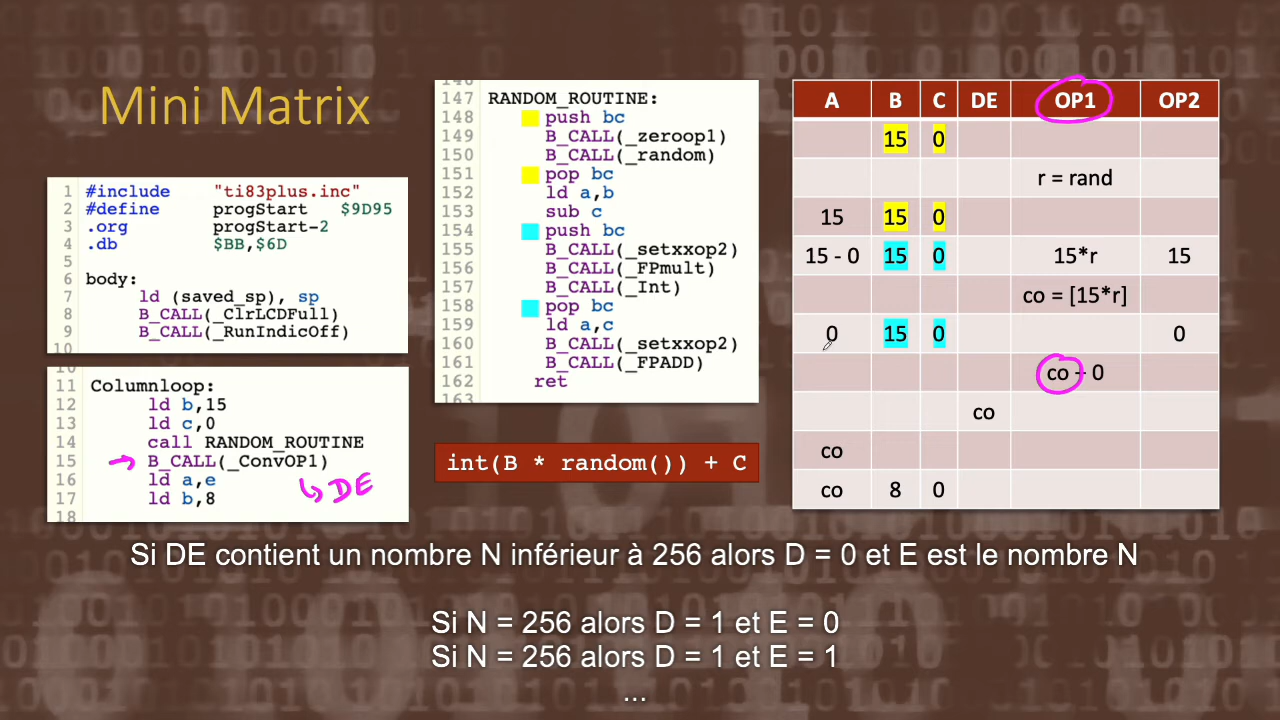 Mini Matrix
1 #include "ti83plus.inc"
2 #define progStart $9D95
3 .org progStart-2
4 .db $BB,$6D
5
6 body:
7 ld (saved_sp), sp
8 B_CALL(_ClrLCDFull)
9 B_CALL(_RunIndicOff)
10
11 Columnloop:
12 ld b,15
13 ld c,0
14 call RANDOM_ROUTINE
15 B_CALL(_ConvOP1)
16 ld a,e
17 ld b,8
18
DE
146
147 RANDOM_ROUTINE:
148 push bc
149 B_CALL(_zeroop1)
150 B_CALL(_random)
151 pop bc
152 ld a,b
153 sub c
154 push bc
155 B_CALL(_setxxop2)
156 B_CALL(_FPmult)
157 B_CALL(_Int)
158 pop bc
159 ld a,c
160 B_CALL(_setxxop2)
161 B_CALL(_FPADD)
162 ret
163
int(B * random()) + C
A B C DE OP1 OP2
15 0
r = rand
15 15 0
15 - 0 15 0 15*r 15
co = [15*r]
0 15 0 0
co + 0
co
co
co 8 0
Si DE contient un nombre N inférieur à 256 alors D = 0 et E est le nombre N
Si N = 256 alors D = 1 et E = 0
Si N = 256 alors D = 1 et E = 1
...